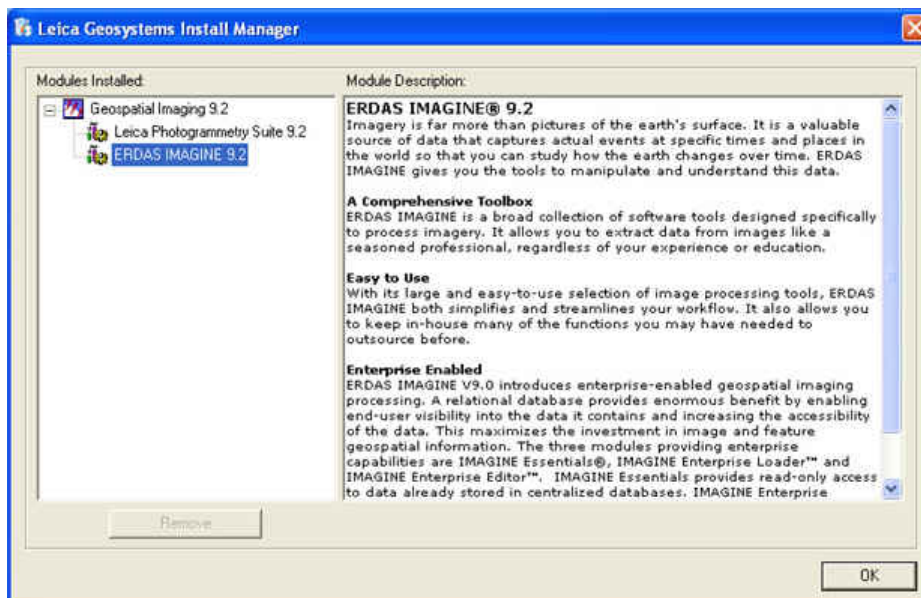 Leica Geosystems Install Manager
Modules Installed:
Geospatial Imaging 9.2
Leica Photogrammetry Suite 9.2
ERDAS IMAGINE 9.2
Remove
Module Description:
ERDAS IMAGINE® 9.2
Imagery is far more than pictures of the earth's surface. It is a valuable
source of data that captures actual events at specific times and places in
the world so that you can study how the earth changes over time. ERDAS
IMAGINE gives you the tools to manipulate and understand this data.
A Comprehensive Toolbox
ERDAS IMAGINE is a broad collection of software tools designed specifically
to process imagery. It allows you to extract data from images like a
seasoned professional, regardless of your experience or education.
Easy to Use
With its large and easy-to-use selection of image processing tools, ERDAS
IMAGINE both simplifies and streamlines your workflow. It also allows you
to keep in-house many of the functions you may have needed to
outsource before.
Enterprise Enabled
ERDAS IMAGINE V9.0 introduces enterprise-enabled geospatial imaging
processing. A relational database provides enormous benefit by enabling
end-user visibility into the data it contains and increasing the accessibility
of the data. This maximizes the investment in image and feature
geospatial information. The three modules providing enterprise
capabilities are IMAGINE Essentials®, IMAGINE Enterprise Loader™ and
IMAGINE Enterprise Editor™. IMAGINE Essentials provides read-only access
to data already stored in centralized databases. IMAGINE Enterprise
OK